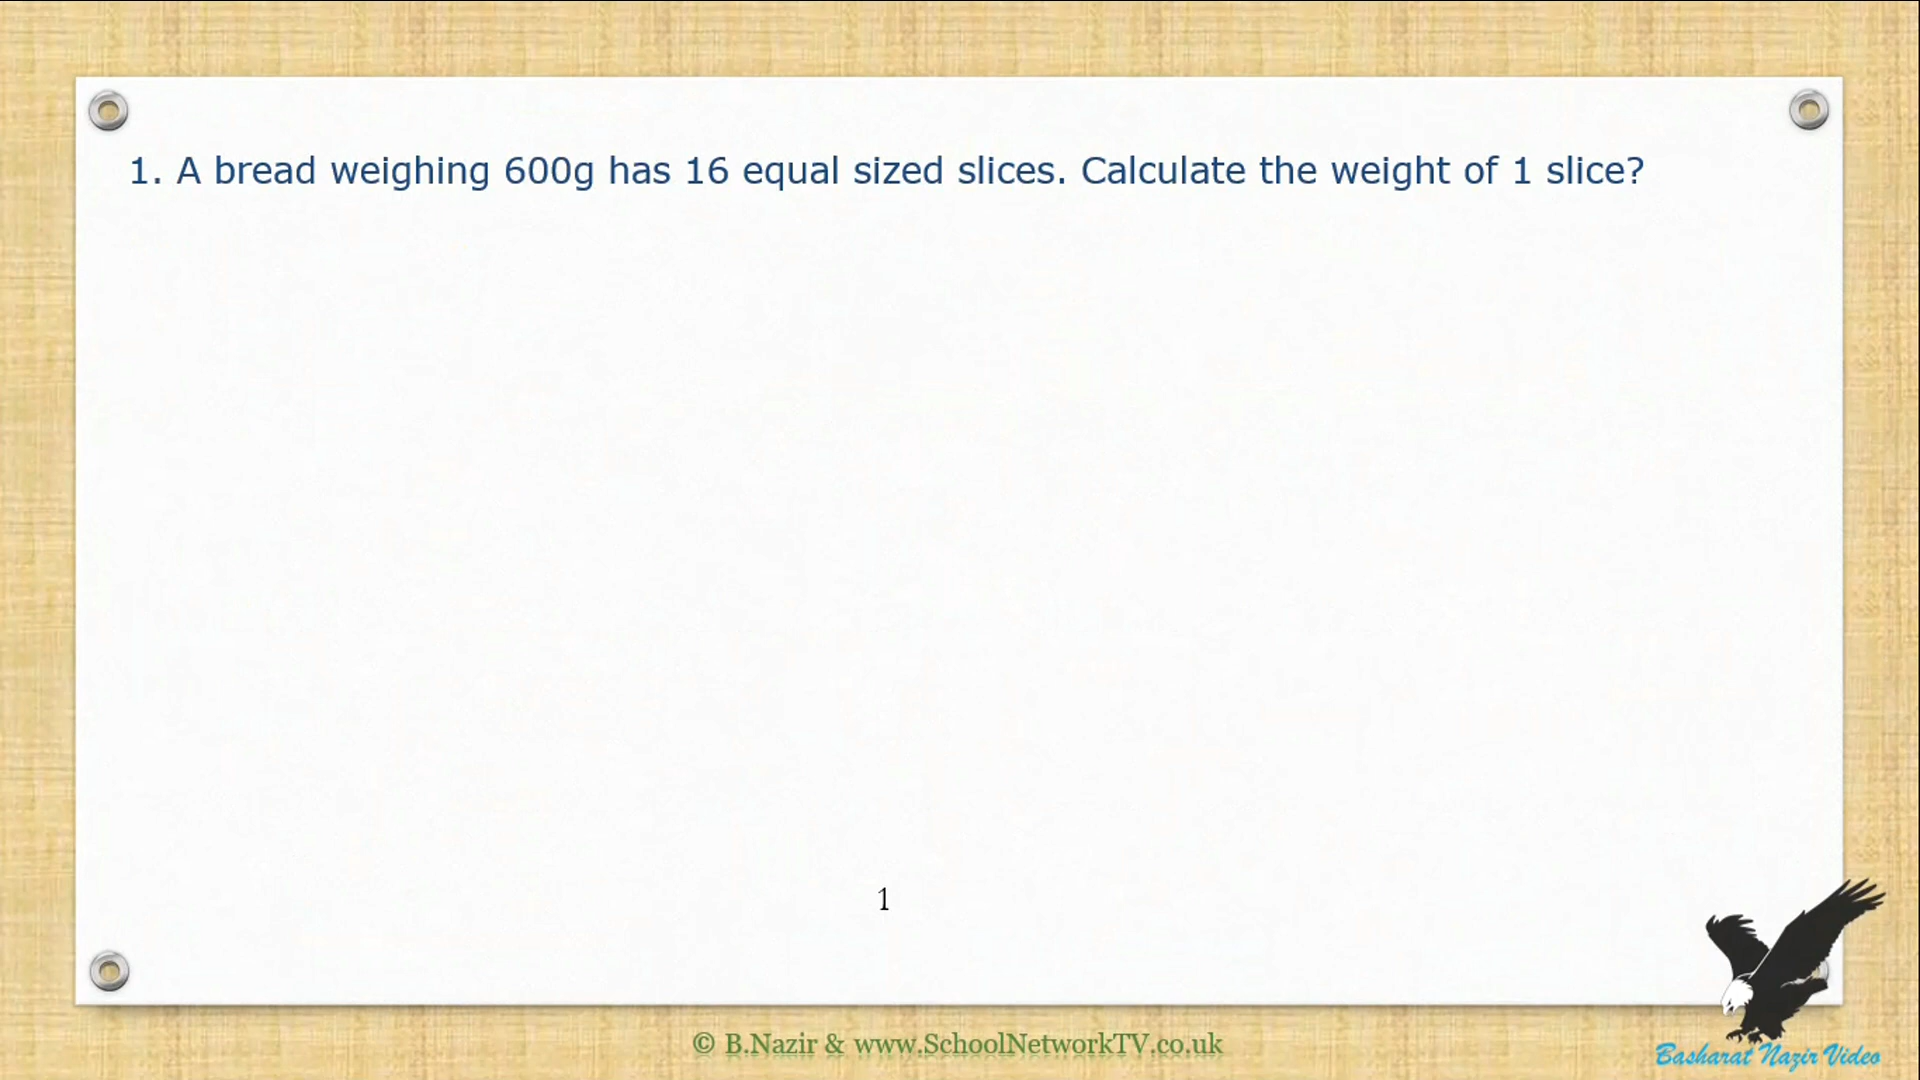 1. A bread weighing 600g has 16 equal sized slices. Calculate the weight of 1 slice?
1
© B.Nazir & www.SchoolNetworkTV.co.uk
Basharat Nazir Video